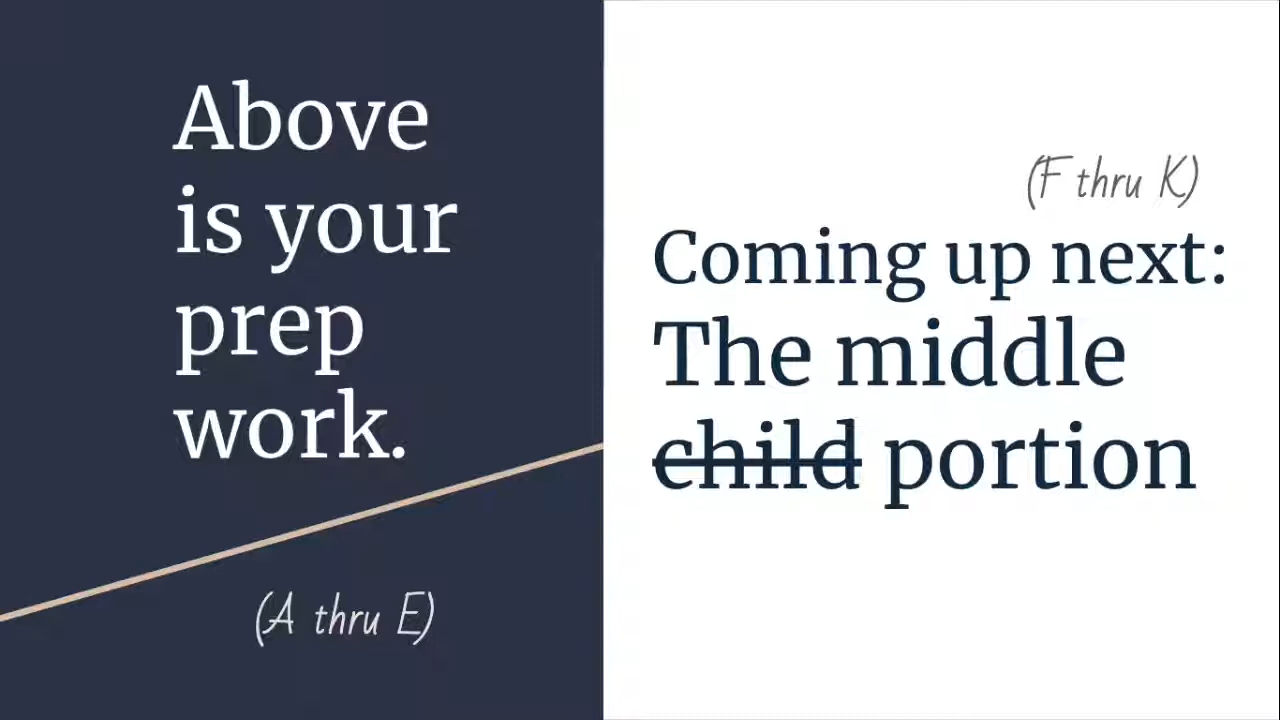 Above
is your
prep
work.
(A thru E)
(F thru K)
Coming up next:
The middle
child portion